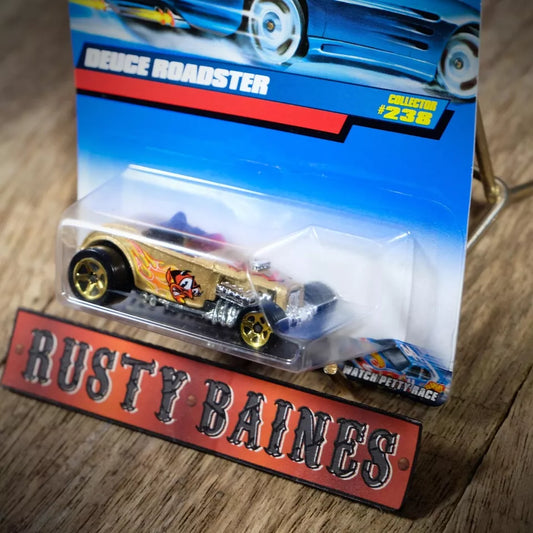 DEUCE ROADSTER
COLLECTOR
#238
WATCH PETTY RACE
RUSTY BAINES